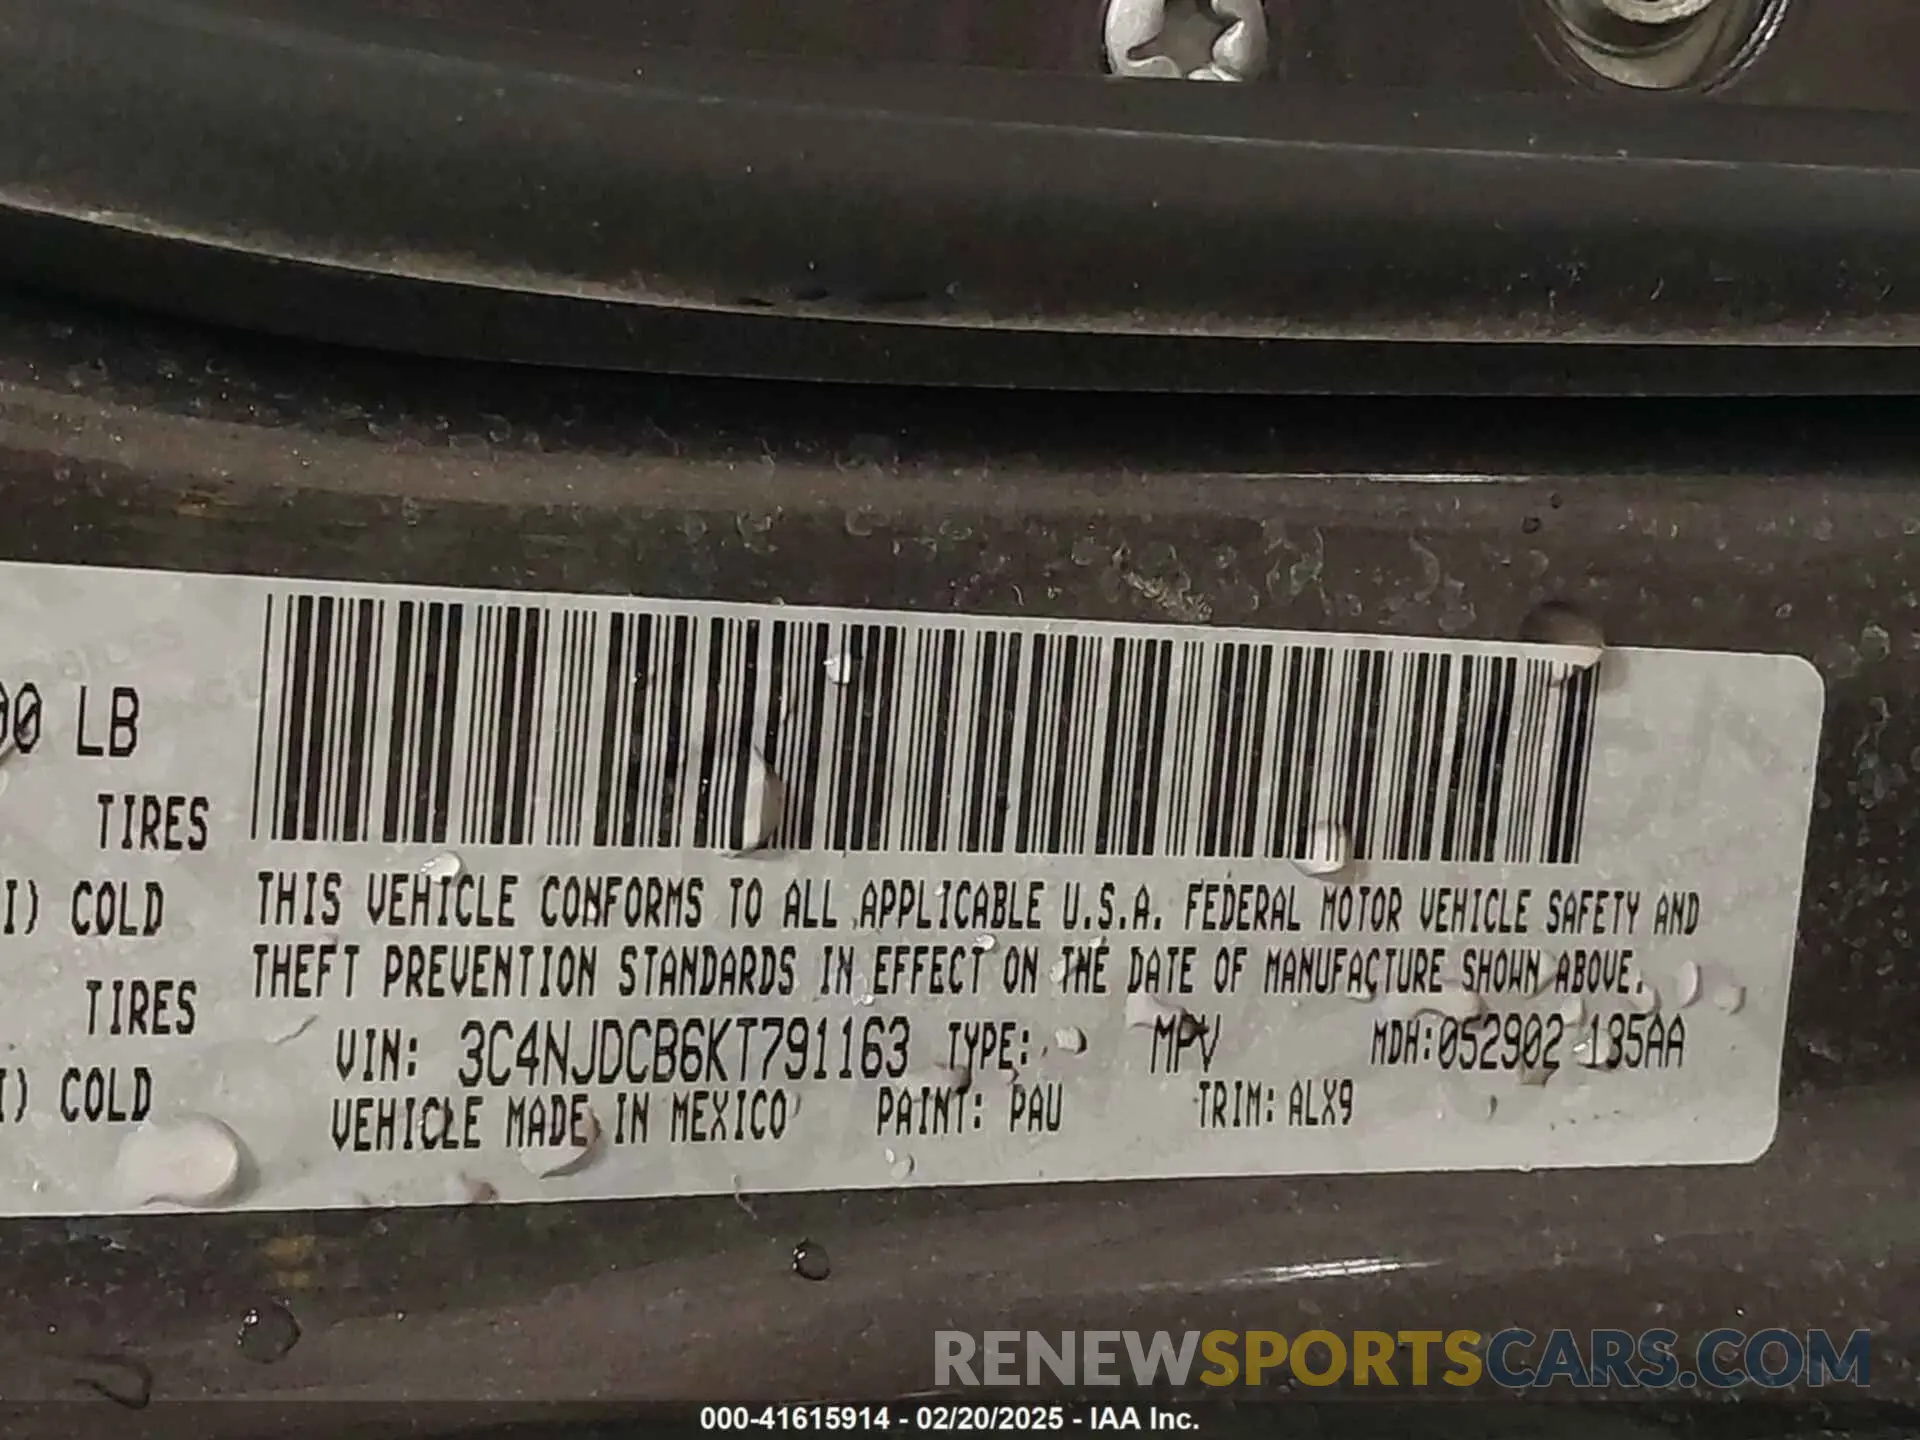 00 LB
TIRES
I) COLD
TIRES
I) COLD
THIS VEHICLE CONFORMS TO ALL APPLICABLE U.S.A. FEDERAL MOTOR VEHICLE SAFETY AND
THEFT PREVENTION STANDARDS IN EFFECT ON THE DATE OF MANUFACTURE SHOWN ABOVE.
VIN: 3C4NJDCB6KT791163 TYPE: MPV MDH:052902 185AA
VEHICLE MADE IN MEXICO PAINT: PAU TRIM: ALX9
RENEWSPORTSCARS.COM
000-41615914 - 02/20/2025 - IAA Inc.